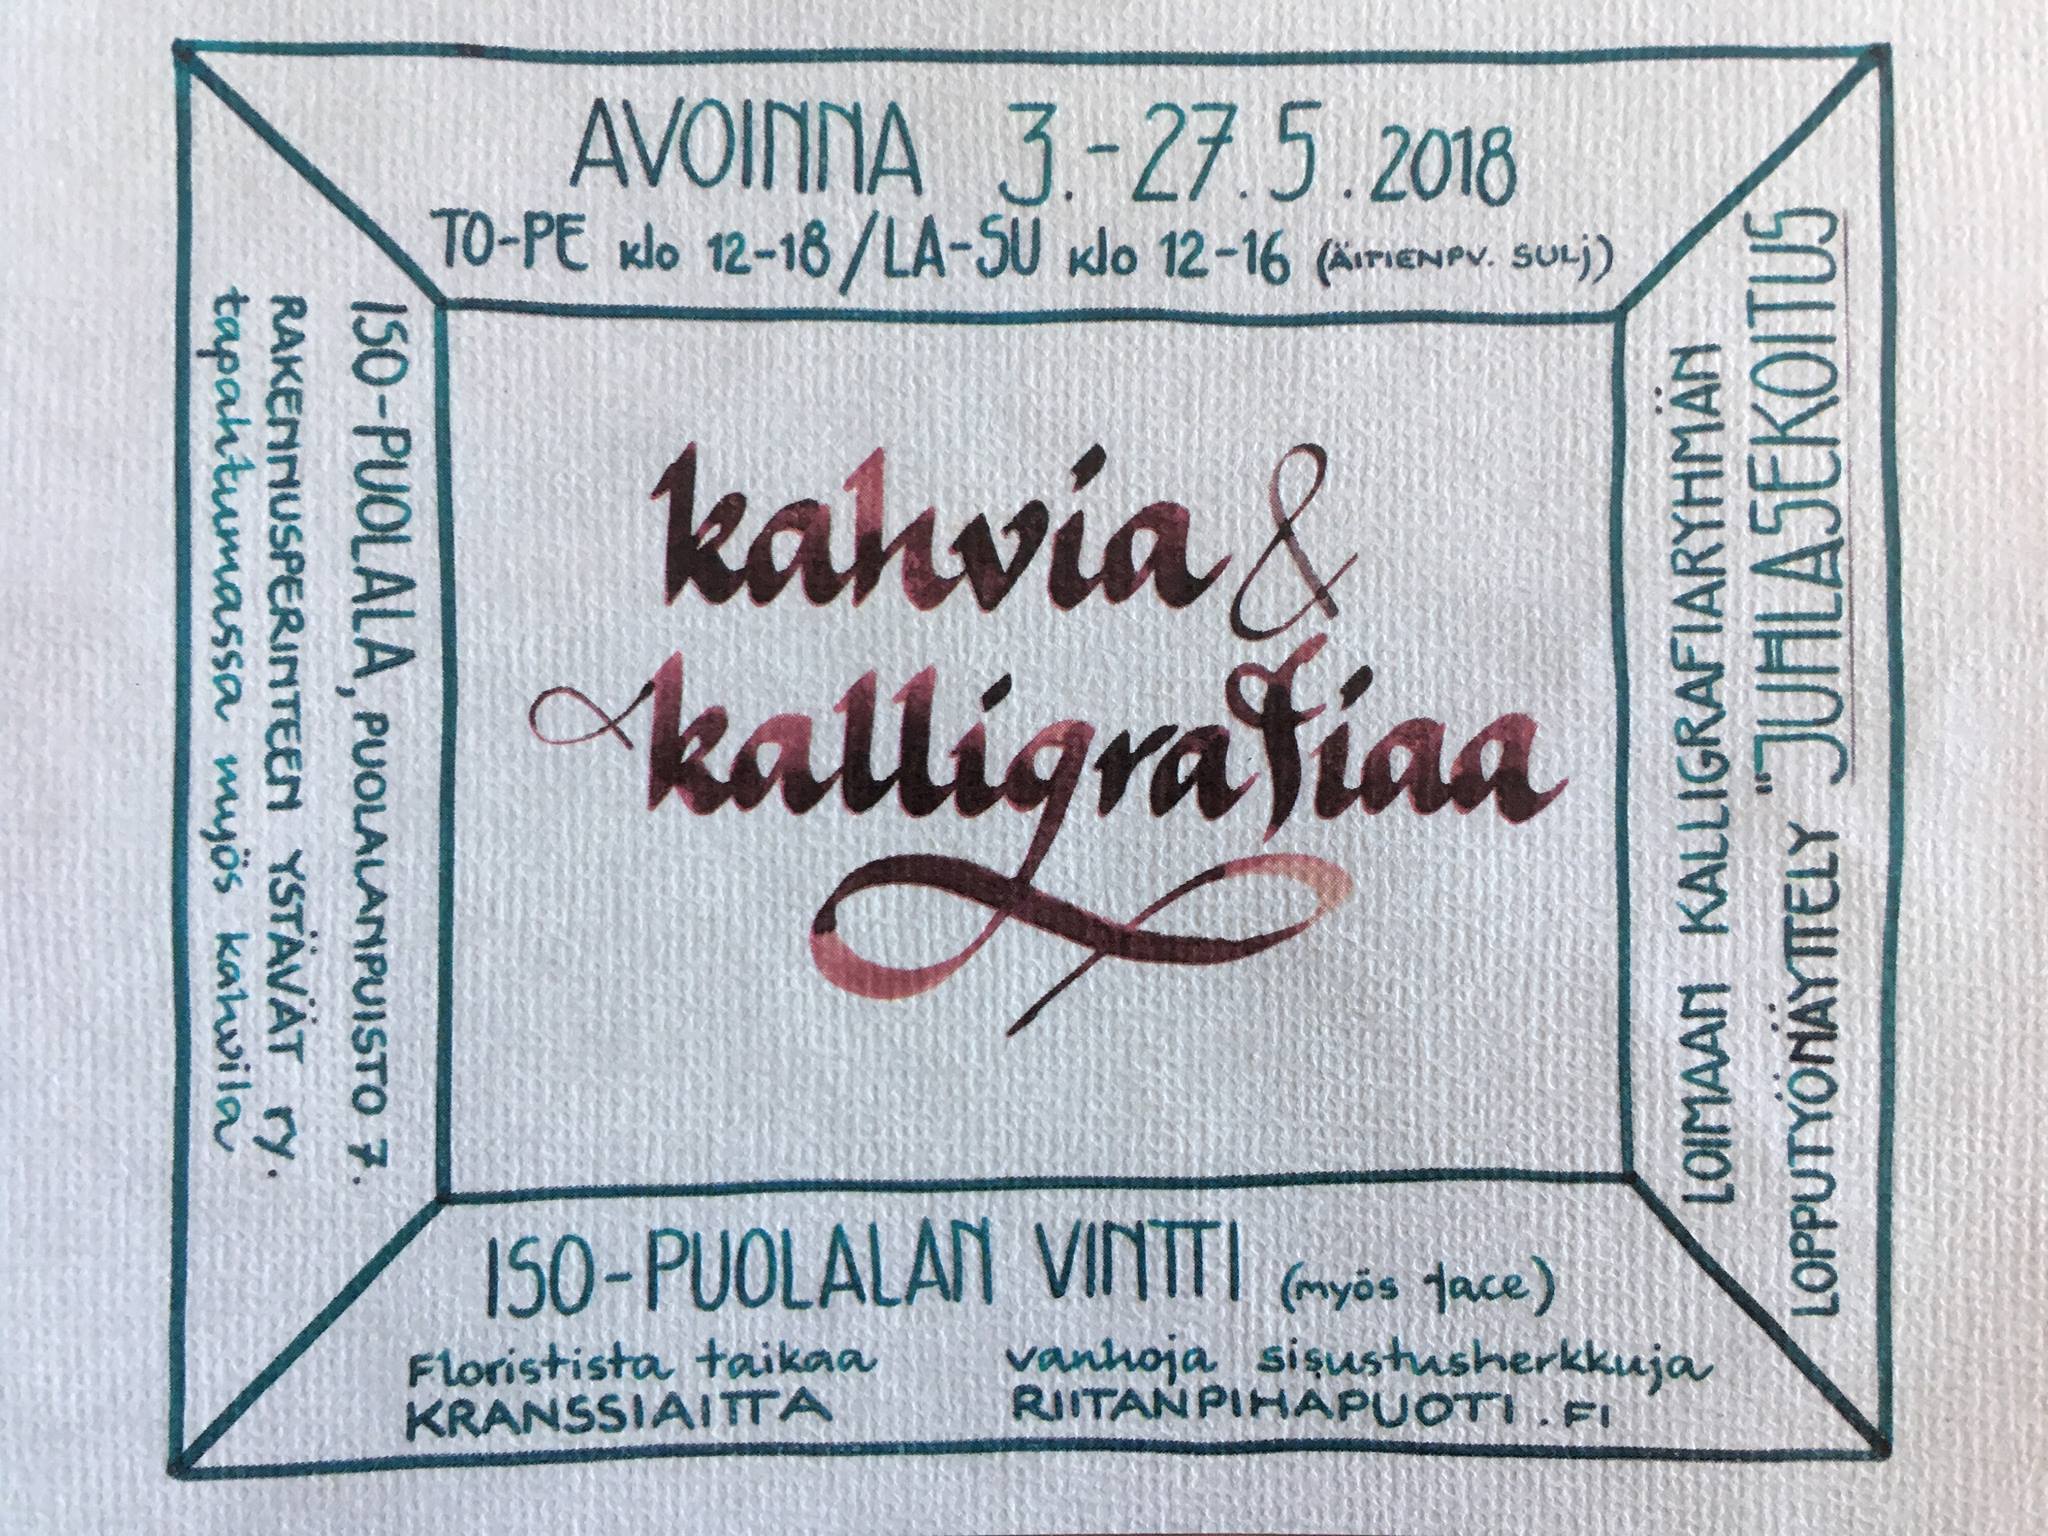 AVOINNA 3.-27.5.2018
TO-PE klo 12-18/LA-SU klo 12-16 (ÄITIENPV. SULJ)
ISO-PUOLALA, PUOLALANPUISTO 7.
RAKENNUSPERINTEEN YSTÄVÄT ry.
tapahtumassa myös kahvila
kahvia &
kalligrafiaa
LOIMAAN KALLIGRAFIARYHMÄN
LOPPUTYÖNÄYTTELY "JUHLASEKOITUS
ISO-PUOLALAN VINTTI (myös face)
Floristista taikaa
KRANSSIAITTA
vanhoja sisustusherkkuja
RIITANPIHAPUOTI.FI